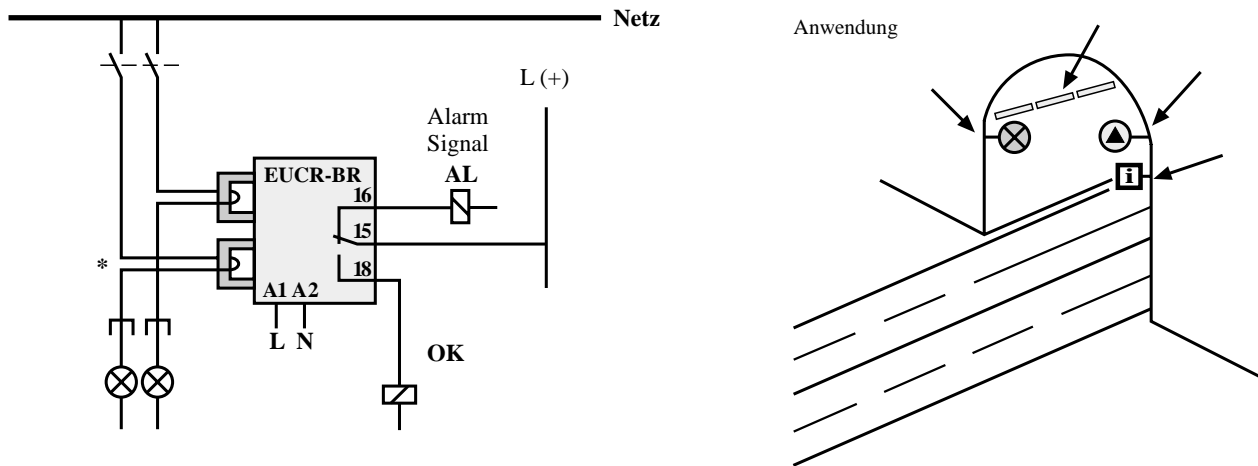 Netz
Anwendung
L (+)
Alarm
Signal
AL
EUCR-BR
16
15
18
*
A1 A2
L N
OK
i